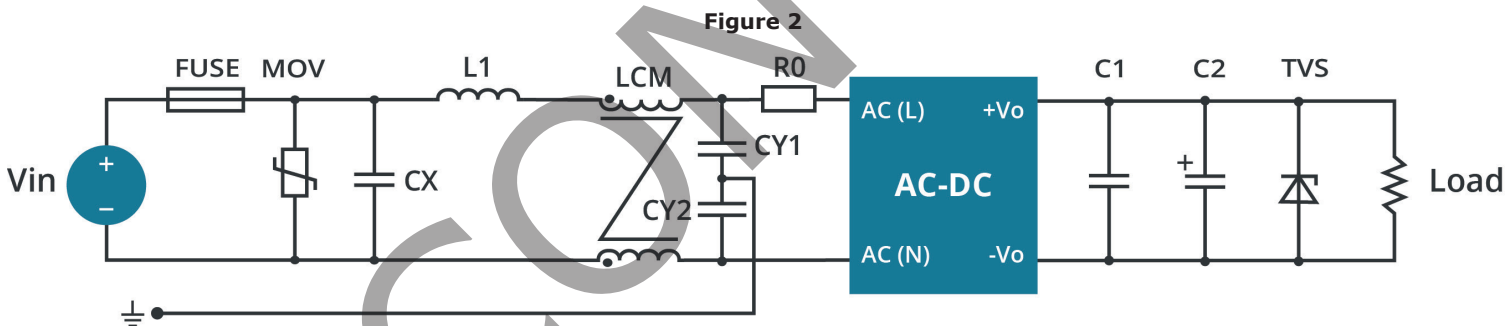 Figure 2
FUSE MOV L1 LCM R0 C1 C2 TVS
AC (L) +Vo
CY1
+
+
Vin CX AC-DC Load
−
CY2
AC (N) -Vo